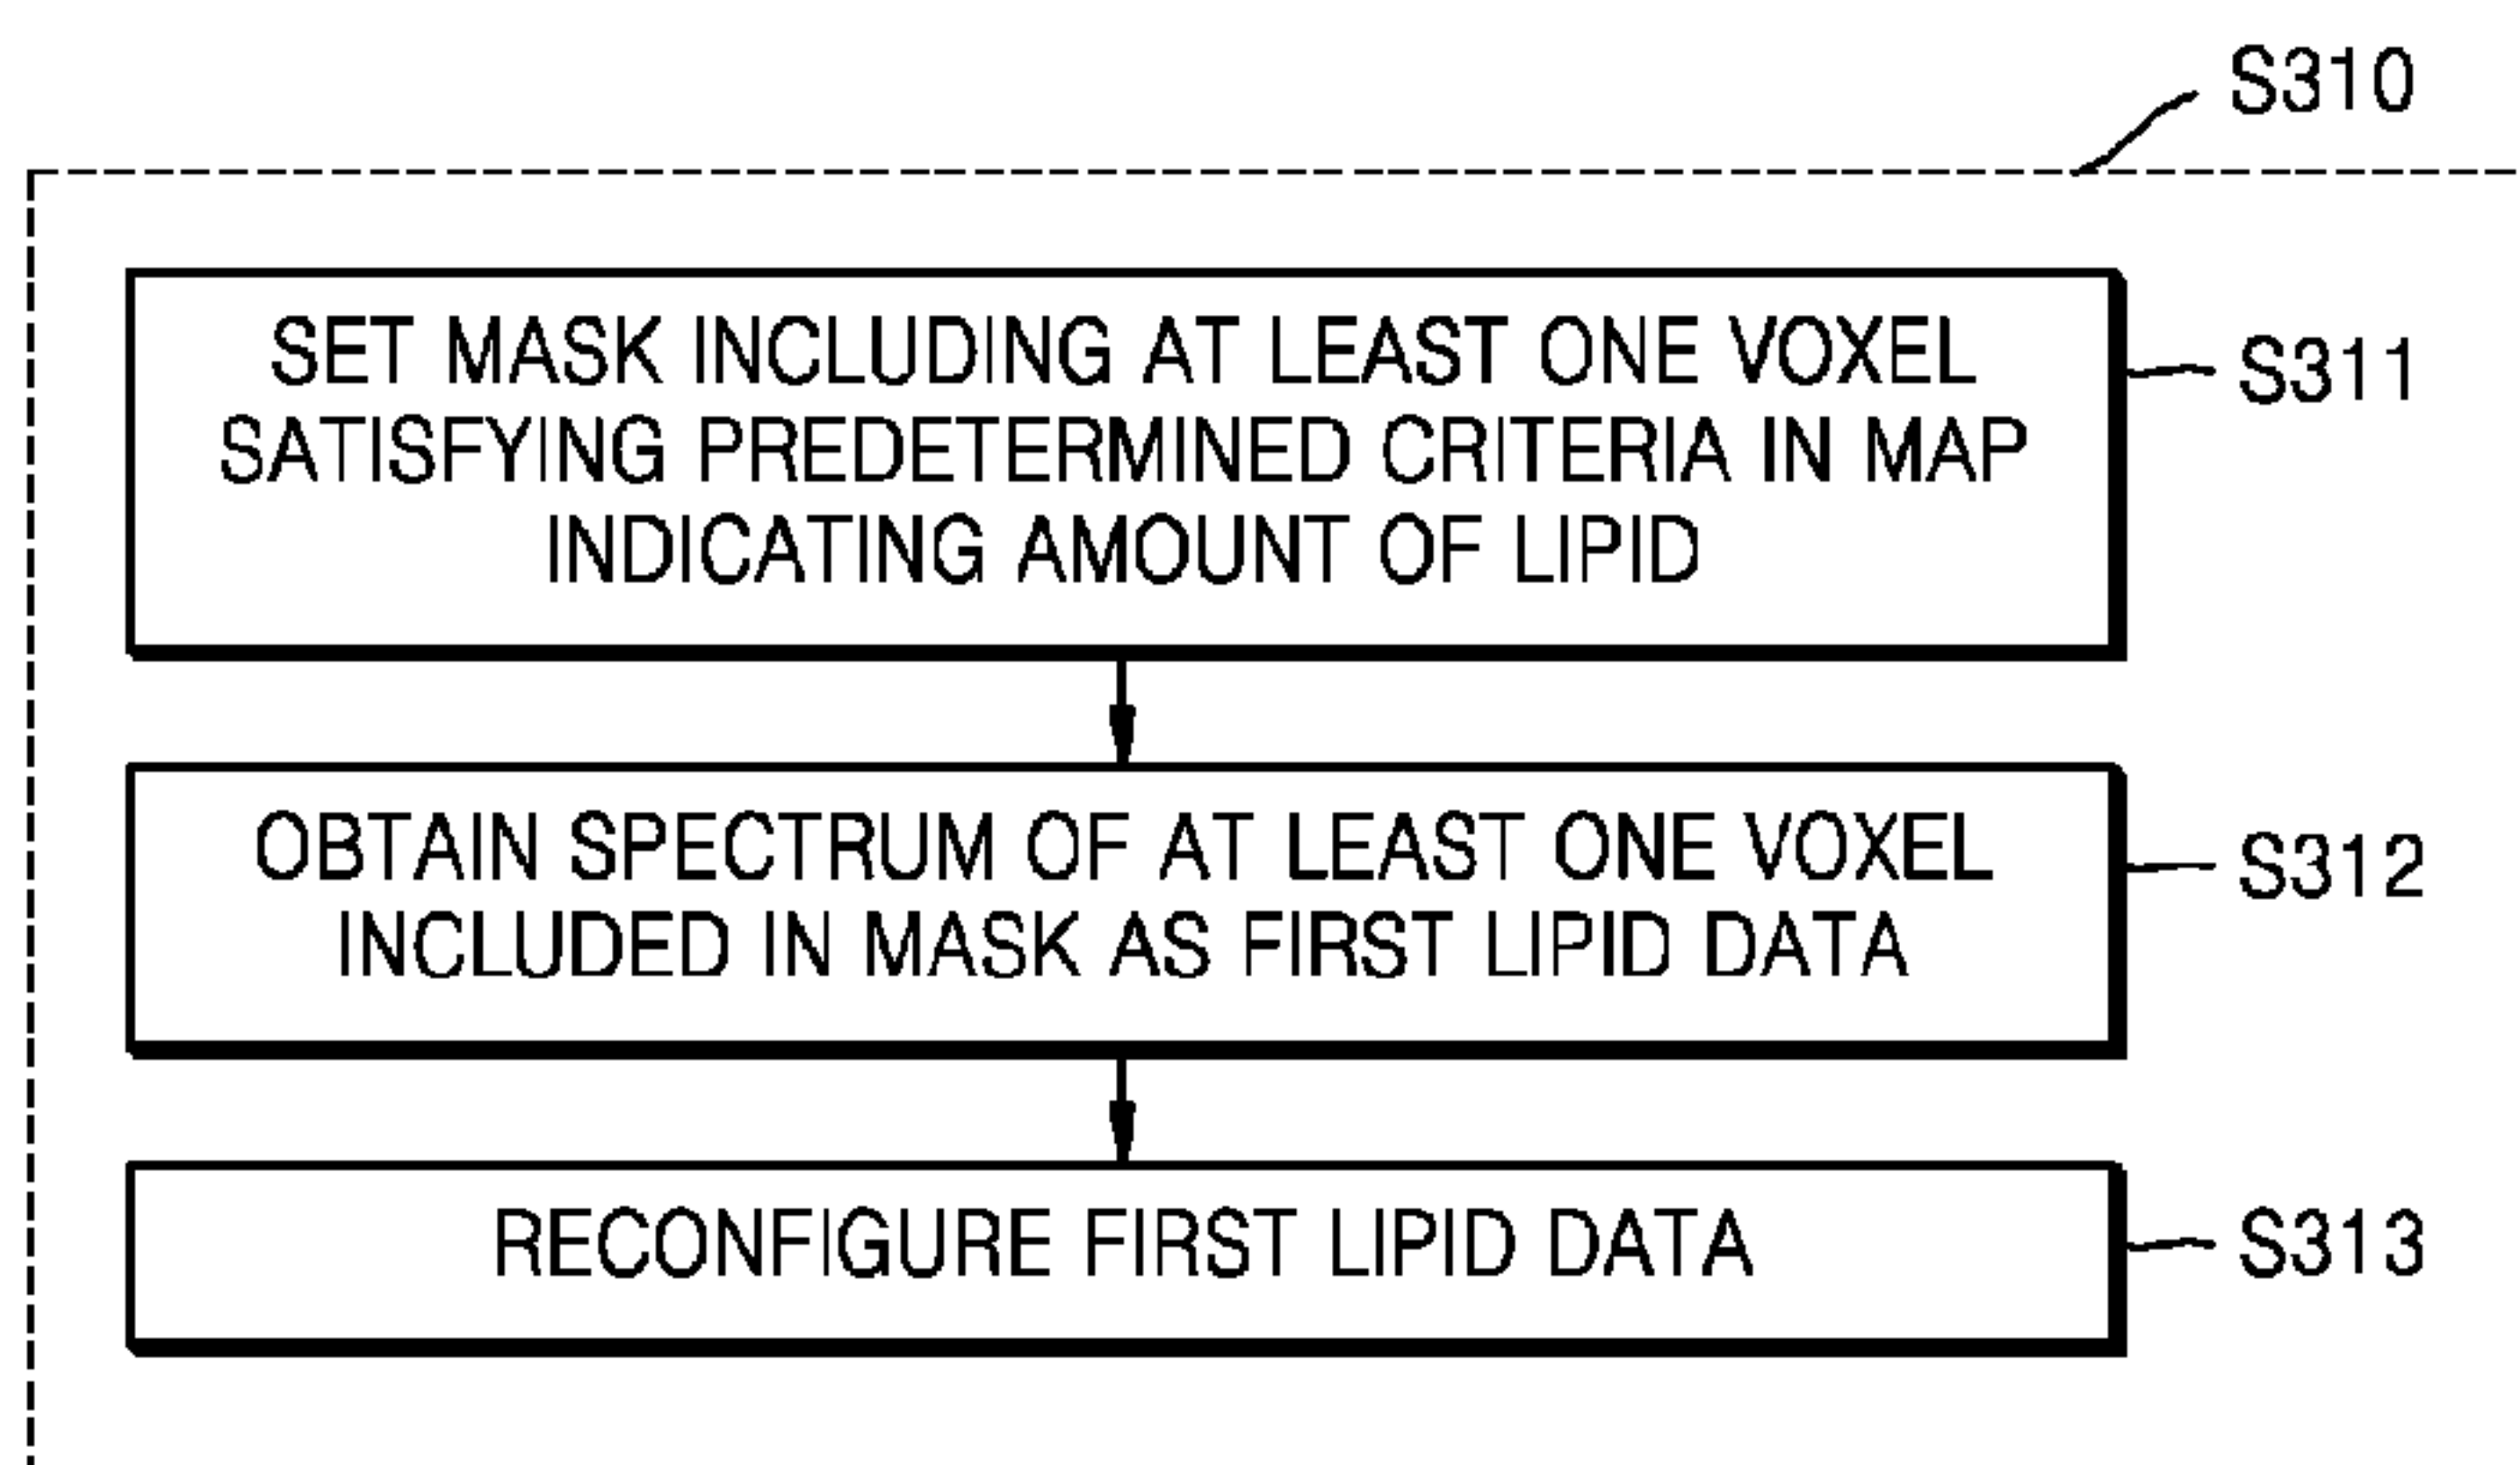 S310
SET MASK INCLUDING AT LEAST ONE VOXEL
SATISFYING PREDETERMINED CRITERIA IN MAP
INDICATING AMOUNT OF LIPID
S311
OBTAIN SPECTRUM OF AT LEAST ONE VOXEL
INCLUDED IN MASK AS FIRST LIPID DATA
S312
RECONFIGURE FIRST LIPID DATA
S313